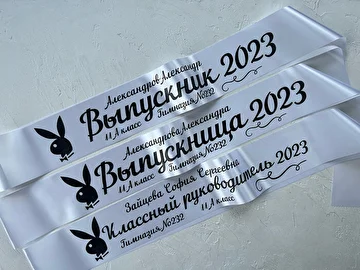 Александров Александр
Выпускник 2023
11 А класс Гимназия №232
Александрова Александра
Выпускница 2023
11 А класс Гимназия №232
Зайцева София Сергеевна
Классный руководитель 2023
Гимназия №232 11 А класс